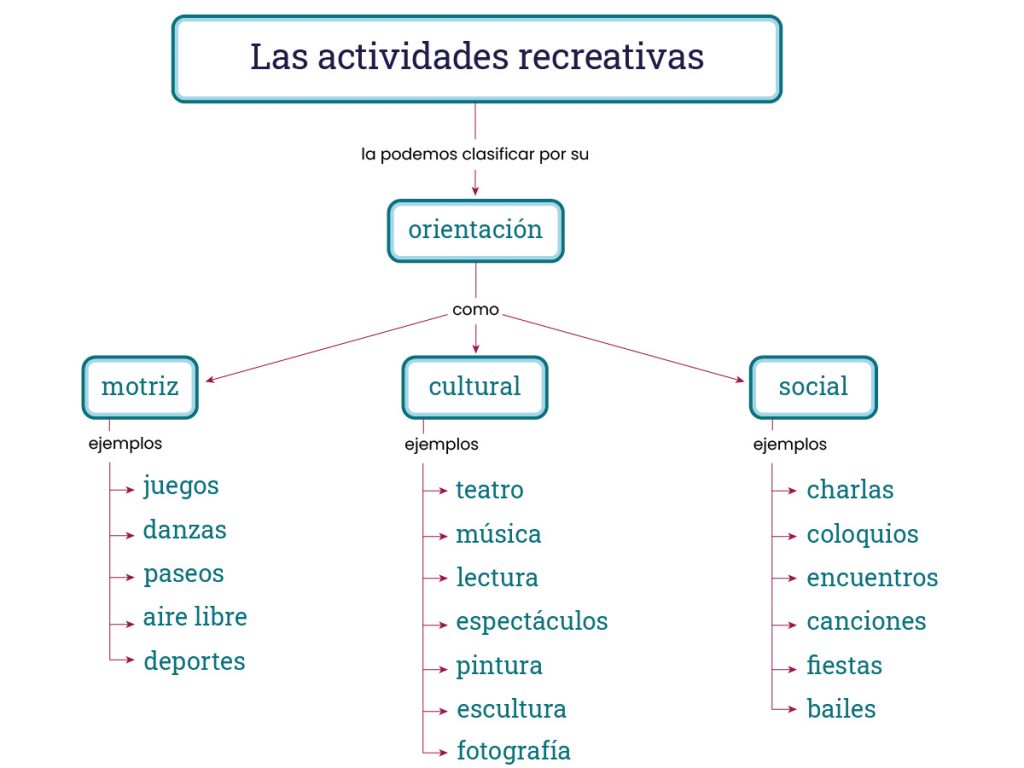 Las actividades recreativas
la podemos clasificar por su
orientación
como
motriz
cultural
social
ejemplos
juegos
danzas
paseos
aire libre
deportes
ejemplos
teatro
música
lectura
espectáculos
pintura
escultura
fotografía
ejemplos
charlas
coloquios
encuentros
canciones
fiestas
bailes